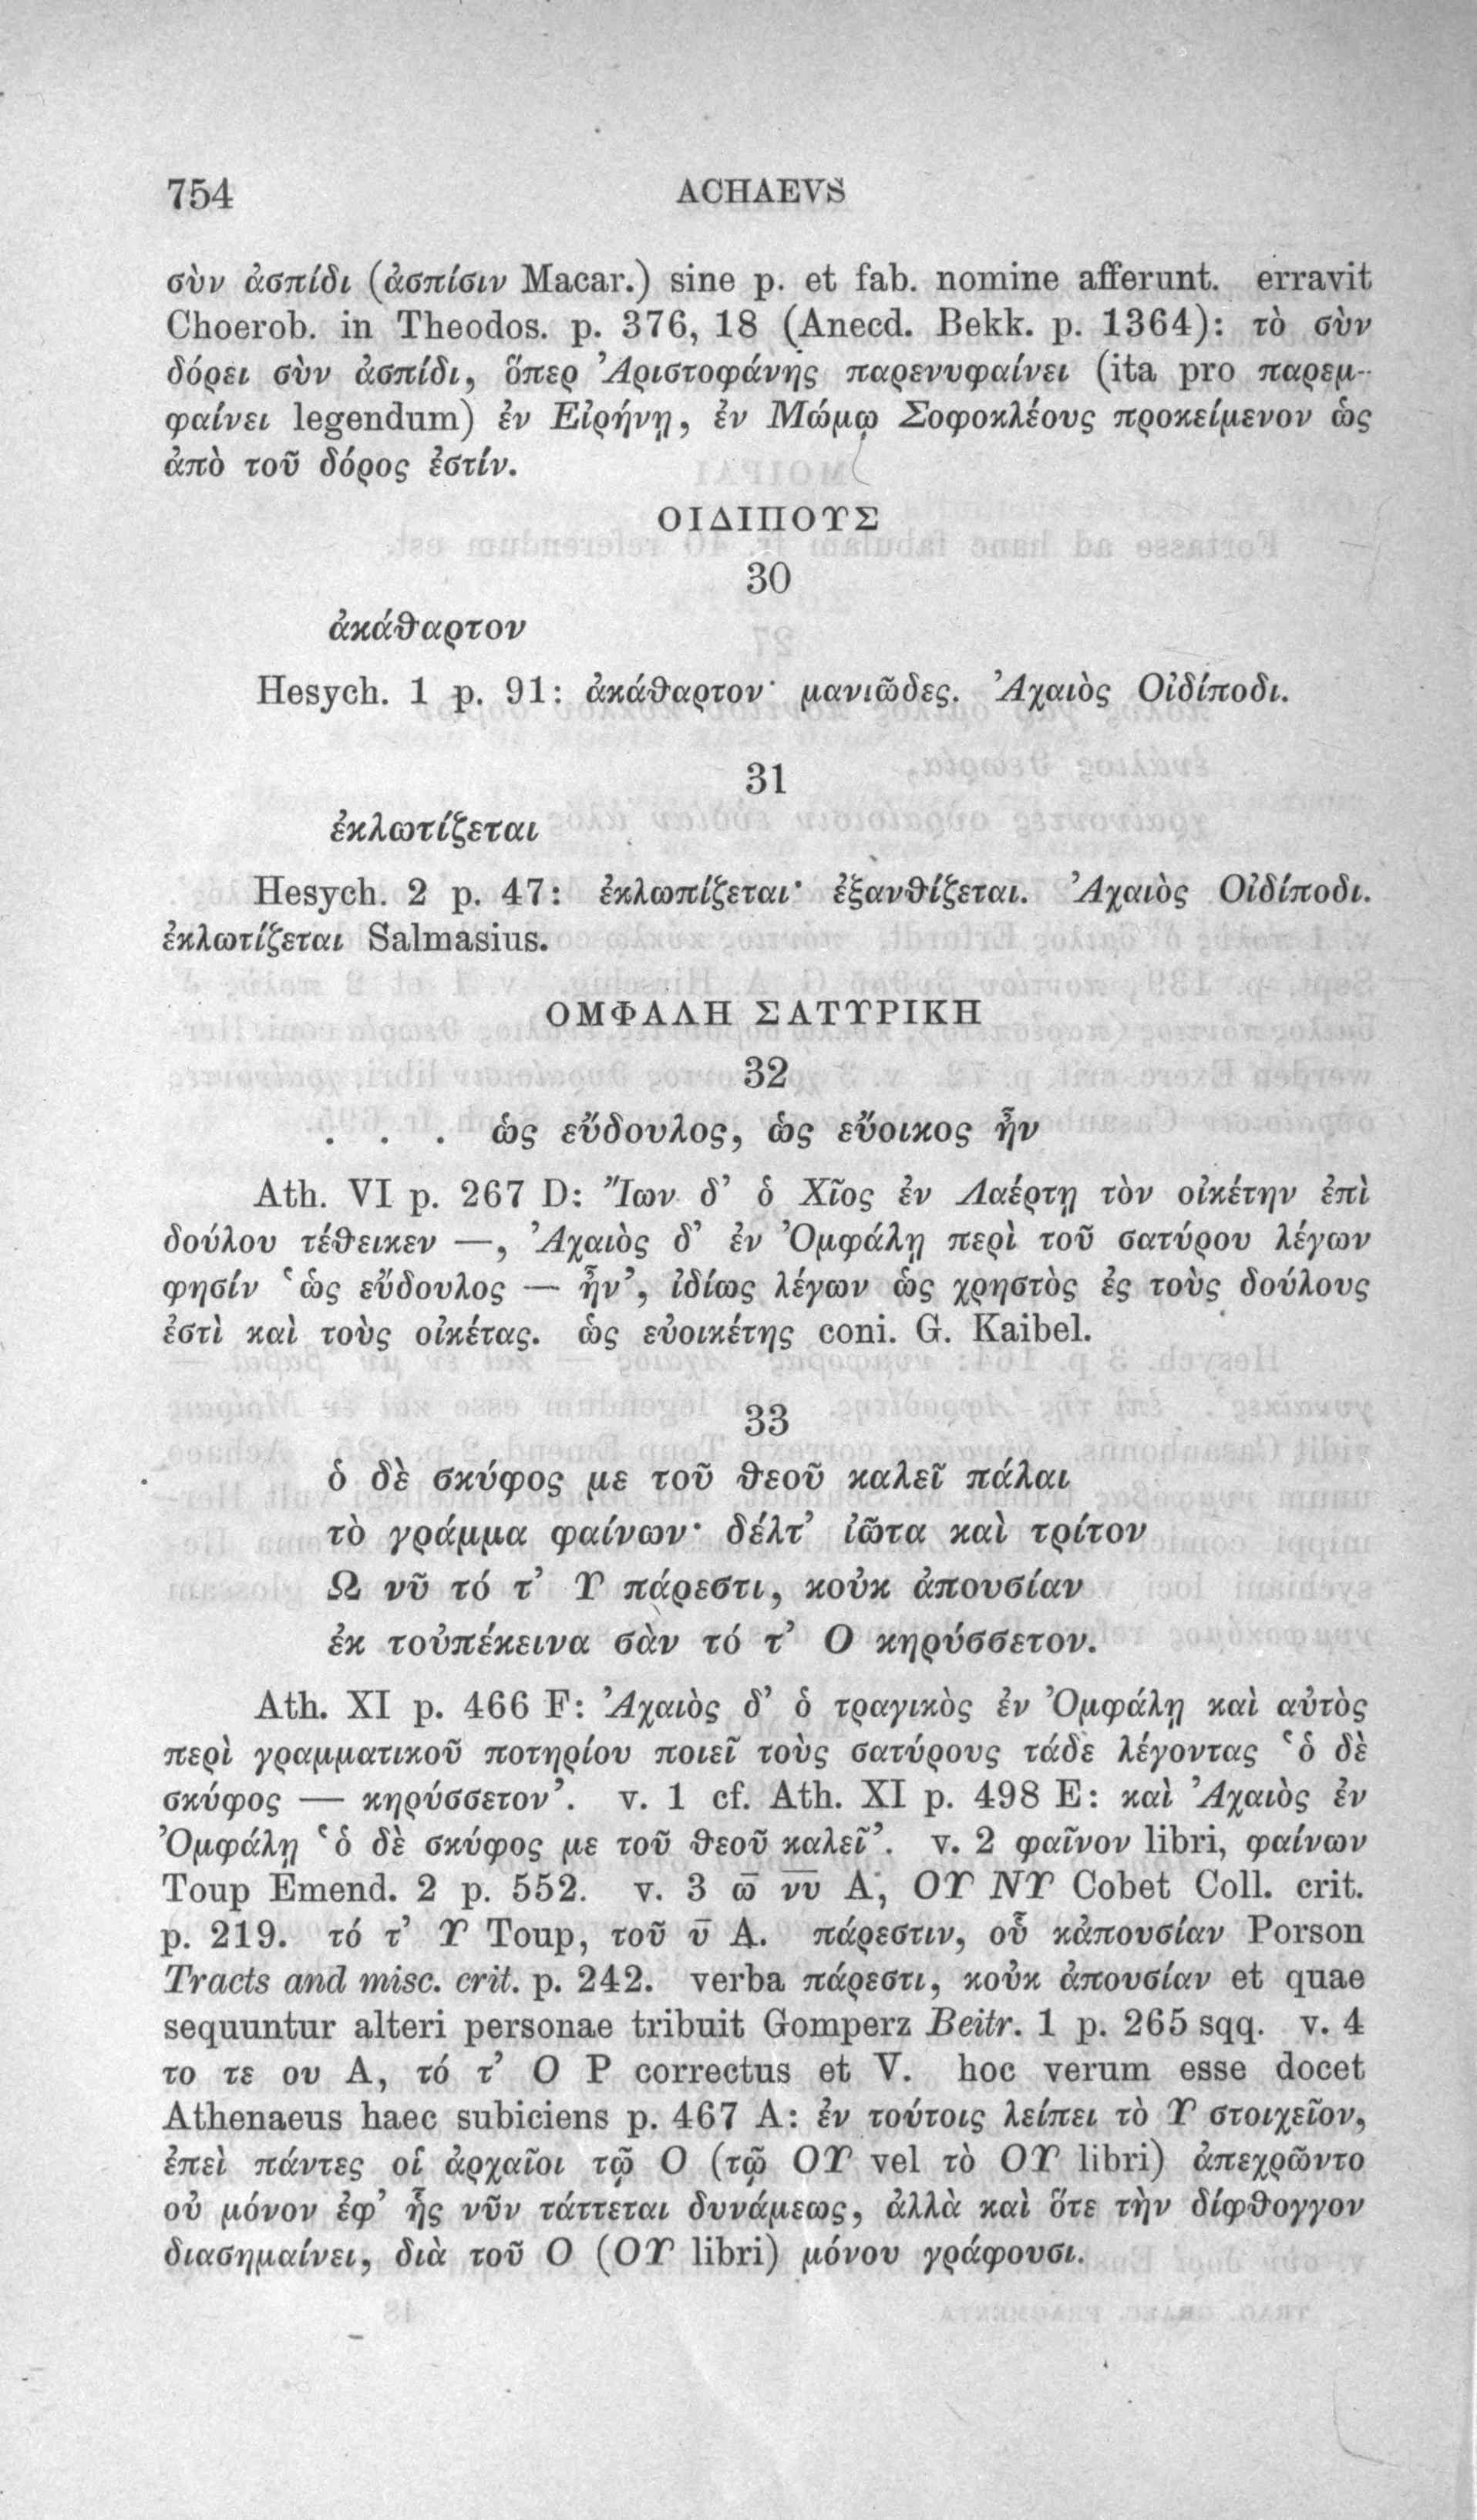 754 ACHAEVS
σὺν ἀσπίδι (ἀσπίσιν Macar.) sine p. et fab. nomine afferunt. erravit
Choerob. in Theodos. p. 376, 18 (Anecd. Bekk. p. 1364): τὸ σὺν
δόρει σὺν ἀσπίδι, ὅπερ Ἀριστοφάνης παρενυφαίνει (ita pro παρεμ-
φαίνει legendum) ἐν Εἰρήνῃ, ἐν Μώμῳ Σοφοκλέους προκείμενον ὡς
ἀπὸ τοῦ δόρος ἐστίν.
ΟΙΔΙΠΟΥΣ
30
ἀκάθαρτον
Hesych. 1 p. 91: ἀκάθαρτον· μανιῶδες. Ἀχαιὸς Οἰδίποδι.
31
ἐκλωτίζεται
Hesych. 2 p. 47: ἐκλωπίζεται· ἐξανθίζεται. Ἀχαιὸς Οἰδίποδι.
ἐκλωτίζεται Salmasius.
ΟΜΦΑΛΗ ΣΑΤΥΡΙΚΗ
32
. . . ὡς εὔδουλος, ὡς εὔοικος ἦν
Ath. VI p. 267 D: Ἴων δ’ ὁ Χῖος ἐν Λαέρτῃ τὸν οἰκέτην ἐπὶ
δούλου τέθεικεν —, Ἀχαιὸς δ’ ἐν Ὀμφάλῃ περὶ τοῦ σατύρου λέγων
φησίν ‘ὡς εὔδουλος — ἦν’, ἰδίως λέγων ὡς χρηστὸς ἐς τοὺς δούλους
ἐστὶ καὶ τοὺς οἰκέτας. ὡς εὐοικέτης coni. G. Kaibel.
33
ὁ δὲ σκύφος με τοῦ θεοῦ καλεῖ πάλαι
τὸ γράμμα φαίνων· δέλτ’ ἰῶτα καὶ τρίτον
Ω νῦ τό τ’ Υ πάρεστι, κοὐκ ἀπουσίαν
ἐκ τοὐπέκεινα σὰν τό τ’ Ο κηρύσσετον.
Ath. XI p. 466 F: Ἀχαιὸς δ’ ὁ τραγικὸς ἐν Ὀμφάλῃ καὶ αὐτὸς
περὶ γραμματικοῦ ποτηρίου ποιεῖ τοὺς σατύρους τάδε λέγοντας ‘ὁ δὲ
σκύφος — κηρύσσετον’. v. 1 cf. Ath. XI p. 498 E: καὶ Ἀχαιὸς ἐν
Ὀμφάλῃ ‘ὁ δὲ σκύφος με τοῦ θεοῦ καλεῖ’. v. 2 φαῖνον libri, φαίνων
Toup Emend. 2 p. 552. v. 3 ω̄ ν̄ῡ A, ΟΥ ΝΥ Cobet Coll. crit.
p. 219. τό τ’ Υ Toup, τοῦ ῡ A. πάρεστιν, οὗ κἀπουσίαν Porson
Tracts and misc. crit. p. 242. verba πάρεστι, κοὐκ ἀπουσίαν et quae
sequuntur alteri personae tribuit Gomperz Beitr. 1 p. 265 sqq. v. 4
το τε ου A, τό τ’ Ο P correctus et V. hoc verum esse docet
Athenaeus haec subiciens p. 467 A: ἐν τούτοις λείπει τὸ Υ στοιχεῖον,
ἐπεὶ πάντες οἱ ἀρχαῖοι τῷ Ο (τῷ ΟΥ vel τὸ ΟΥ libri) ἀπεχρῶντο
οὐ μόνον ἐφ’ ἧς νῦν τάττεται δυνάμεως, ἀλλὰ καὶ ὅτε τὴν δίφθογγον
διασημαίνει, διὰ τοῦ Ο (ΟΥ libri) μόνου γράφουσι.